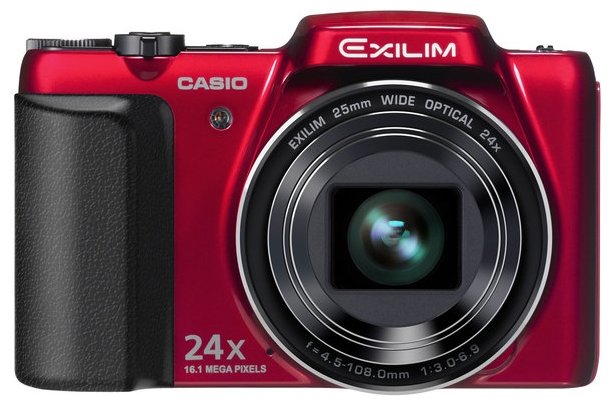 EXILIM
CASIO
EXILIM 25mm WIDE OPTICAL 24x
24x
16.1 MEGA PIXELS
f=4.5-108.0mm 1:3.0-6.9